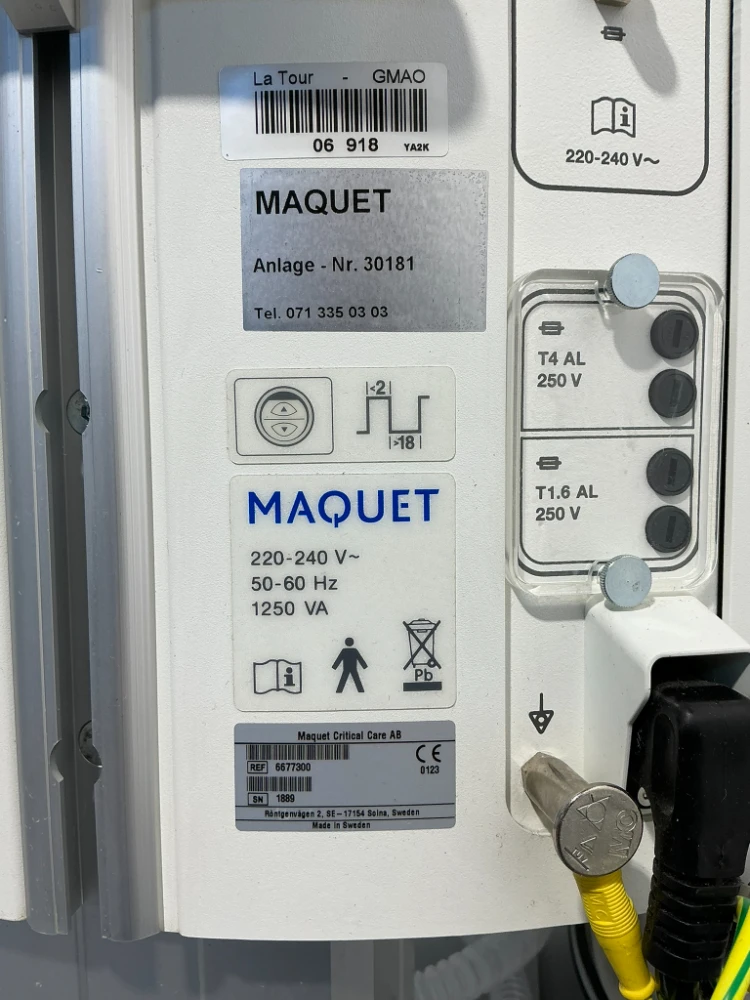 La Tour - GMAO
06 918 YA2K
MAQUET
Anlage - Nr. 30181
Tel. 071 335 03 03
220-240 V~
T4 AL
250 V
T1.6 AL
250 V
|<2|
|>18|
MAQUET
220-240 V~
50-60 Hz
1250 VA
Pb
Maquet Critical Care AB
REF 6677300
CE
0123
SN 1889
Röntgenvägen 2, SE-17154 Solna, Sweden
Made in Sweden